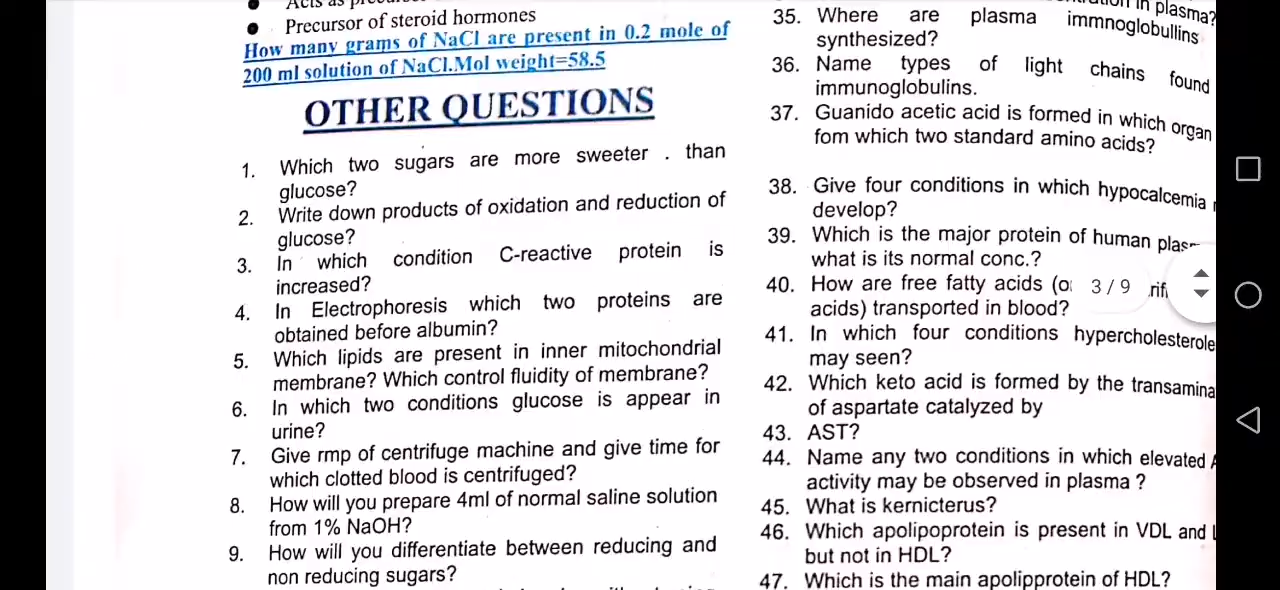 Precursor of steroid hormones
How many grams of NaCl are present in 0.2 mole of
200 ml solution of NaCl.Mol weight=58.5
OTHER QUESTIONS
1. Which two sugars are more sweeter . than
glucose?
2. Write down products of oxidation and reduction of
glucose?
3. In which condition C-reactive protein is
increased?
4. In Electrophoresis which two proteins are
obtained before albumin?
5. Which lipids are present in inner mitochondrial
membrane? Which control fluidity of membrane?
6. In which two conditions glucose is appear in
urine?
7. Give rmp of centrifuge machine and give time for
which clotted blood is centrifuged?
8. How will you prepare 4ml of normal saline solution
from 1% NaOH?
9. How will you differentiate between reducing and
non reducing sugars?
in plasma?
35. Where are plasma immnoglobullins
synthesized?
36. Name types of light chains found
immunoglobulins.
37. Guanido acetic acid is formed in which organ
fom which two standard amino acids?
38. Give four conditions in which hypocalcemia
develop?
39. Which is the major protein of human
what is its normal conc.?
40. How are free fatty acids
acids) transported in blood?
41. In which four conditions
may seen?
42. Which keto acid is formed by the
of aspartate catalyzed by
43. AST?
44. Name any two conditions in which elevated
activity may be observed in plasma ?
45. What is kernicterus?
46. Which apolipoprotein is present in VDL and
but not in HDL?
47. Which is the main apolipprotein of HDL?
3 / 9